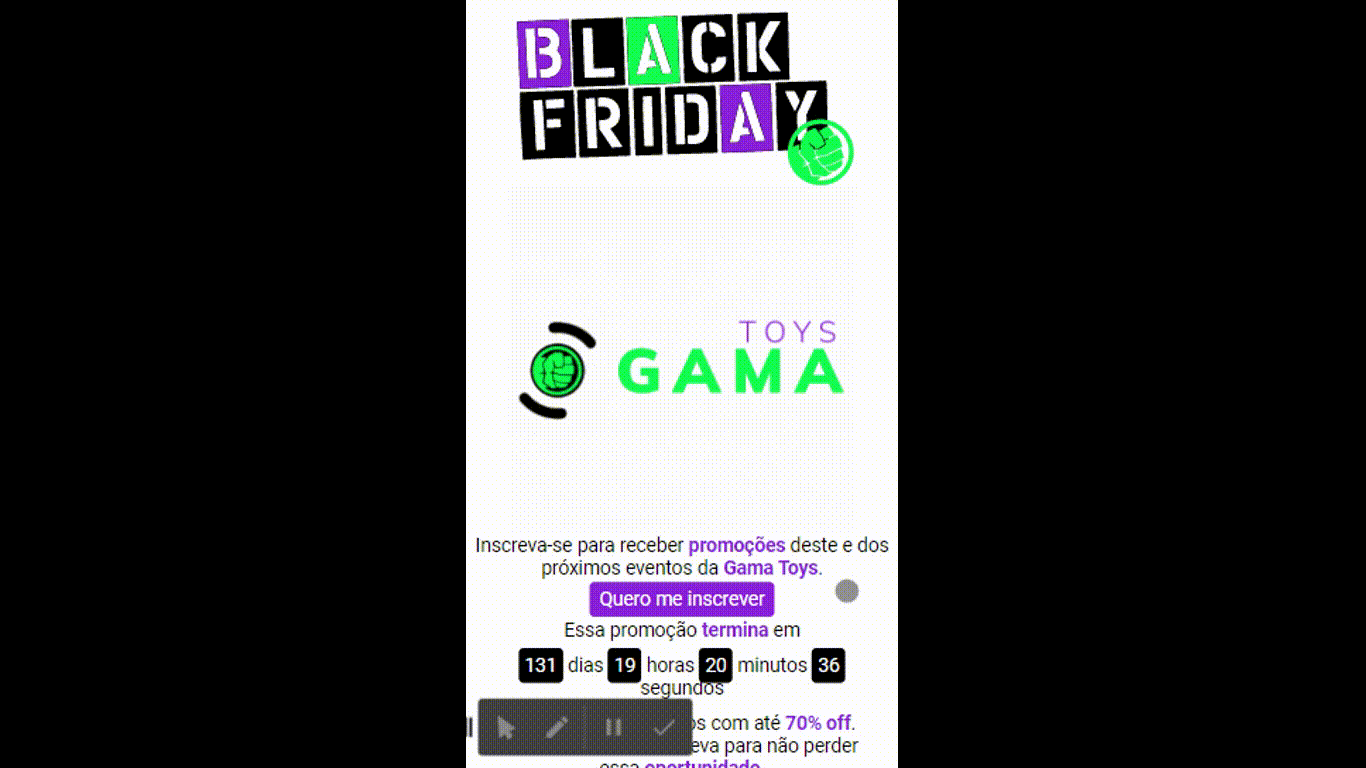 BLACK
FRIDAY
TOYS
GAMA
Inscreva-se para receber promoções deste e dos
próximos eventos da Gama Toys.
Quero me inscrever
Essa promoção termina em
131 dias 19 horas 20 minutos 36
segundos
com até 70% off.
para não perder
essa oportunidade